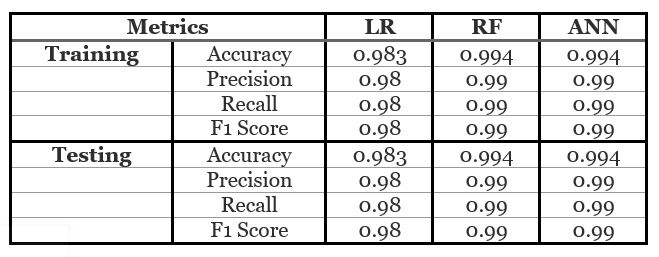 Metrics LR RF ANN
Training Accuracy 0.983 0.994 0.994
Precision 0.98 0.99 0.99
Recall 0.98 0.99 0.99
F1 Score 0.98 0.99 0.99
Testing Accuracy 0.983 0.994 0.994
Precision 0.98 0.99 0.99
Recall 0.98 0.99 0.99
F1 Score 0.98 0.99 0.99